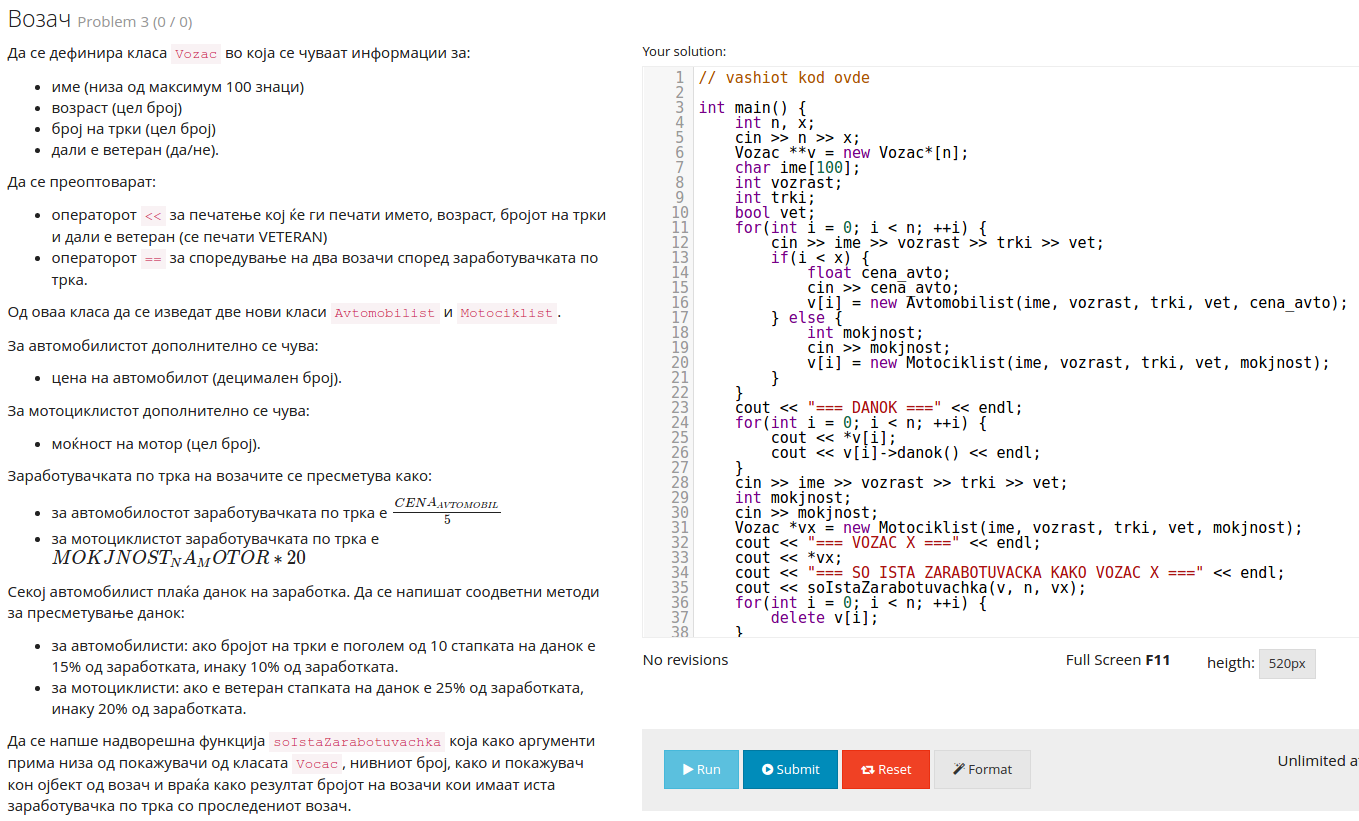 Возач Problem 3 (0 / 0)
Да се дефинира класа Vozac во која се чуваат информации за:
• име (низа од максимум 100 знаци)
• возраст (цел број)
• број на трки (цел број)
• дали е ветеран (да/не).
Да се преоптоварат:
• операторот << за печатење кој ќе ги печати името, возраст, бројот на трки
и дали е ветеран (се печати VETERAN)
• операторот == за споредување на два возачи според заработувачката по
трка.
Од оваа класа да се изведат две нови класи Avtomobilist и Motociklist.
За автомобилистот дополнително се чува:
• цена на автомобилот (децимален број).
За мотоциклистот дополнително се чува:
• моќност на мотор (цел број).
Заработувачката по трка на возачите се пресметува како:
• за автомобилостот заработувачката по трка е CENA_AVTOMOBIL / 5
• за мотоциклистот заработувачката по трка е
MOKJNOST_NA_MOTOR * 20
Секој автомобилист плаќа данок на заработка. Да се напишат соодветни методи
за пресметување данок:
• за автомобилисти: ако бројот на трки е поголем од 10 стапката на данок е
15% од заработката, инаку 10% од заработката.
• за мотоциклисти: ако е ветеран стапката на данок е 25% од заработката,
инаку 20% од заработката.
Да се напше надворешна функција soIstaZarabotuvachka која како аргументи
прима низа од покажувачи од класата Vocac, нивниот број, како и покажувач
кон ојбект од возач и враќа како резултат бројот на возачи кои имаат иста
заработувачка по трка со проследениот возач.
Your solution:
1 // vashiot kod ovde
2
3 int main() {
4     int n, x;
5     cin >> n >> x;
6     Vozac **v = new Vozac*[n];
7     char ime[100];
8     int vozrast;
9     int trki;
10     bool vet;
11     for(int i = 0; i < n; ++i) {
12         cin >> ime >> vozrast >> trki >> vet;
13         if(i < x) {
14             float cena_avto;
15             cin >> cena_avto;
16             v[i] = new Avtomobilist(ime, vozrast, trki, vet, cena_avto);
17         } else {
18             int mokjnost;
19             cin >> mokjnost;
20             v[i] = new Motociklist(ime, vozrast, trki, vet, mokjnost);
21         }
22     }
23     cout << "=== DANOK ===" << endl;
24     for(int i = 0; i < n; ++i) {
25         cout << *v[i];
26         cout << v[i]->danok() << endl;
27     }
28     cin >> ime >> vozrast >> trki >> vet;
29     int mokjnost;
30     cin >> mokjnost;
31     Vozac *vx = new Motociklist(ime, vozrast, trki, vet, mokjnost);
32     cout << "=== VOZAC X ===" << endl;
33     cout << *vx;
34     cout << "=== SO ISTA ZARABOTUVACKA KAKO VOZAC X ===" << endl;
35     cout << soIstaZarabotuvachka(v, n, vx);
36     for(int i = 0; i < n; ++i) {
37         delete v[i];
38     }
No revisions
Full Screen F11
heigth: 520px
Run
Submit
Reset
Format
Unlimited a